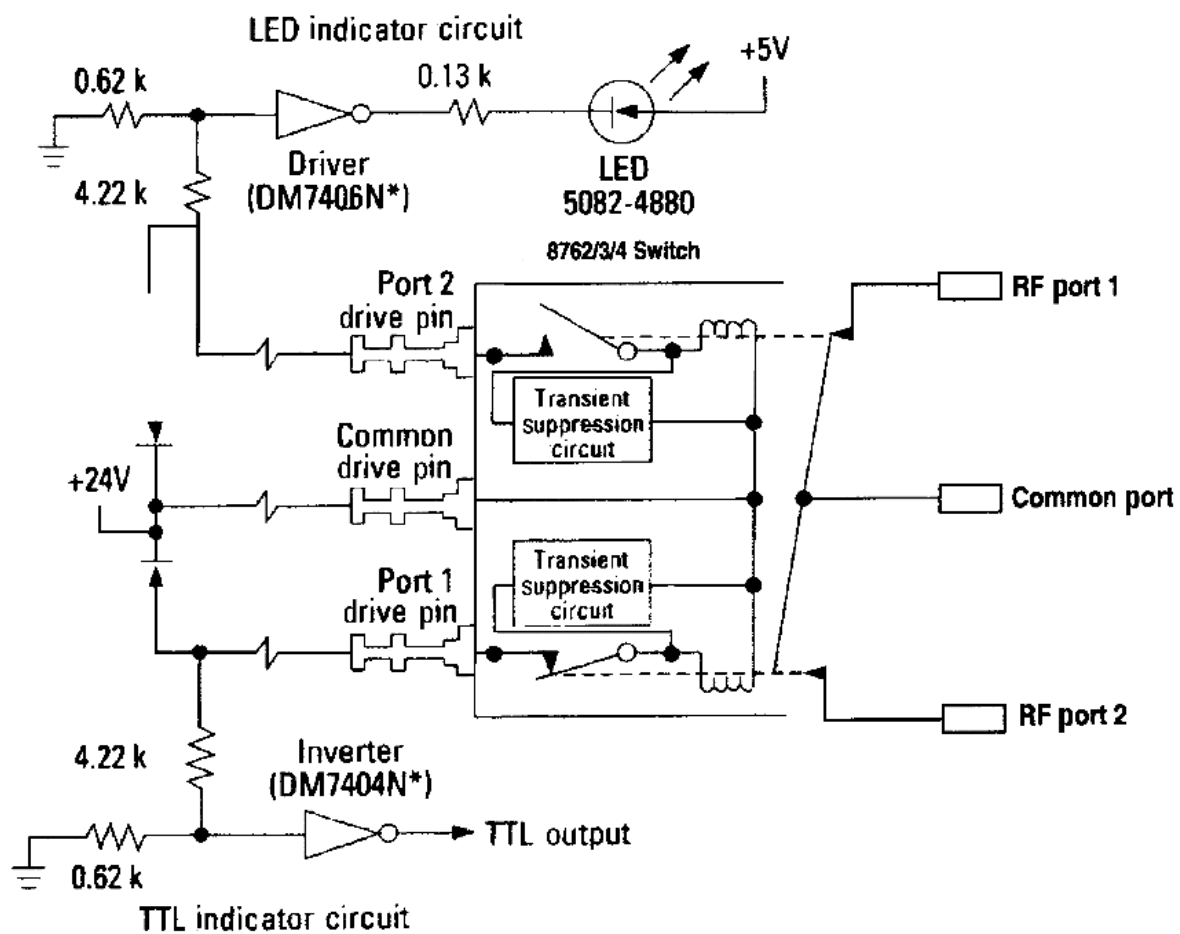 LED indicator circuit
0.62 k
0.13 k
+5V
4.22 k
Driver
(DM7406N*)
LED
5082-4880
8762/3/4 Switch
Port 2
drive pin
RF port 1
Transient
suppression
circuit
Common
drive pin
+24V
Common port
Transient
suppression
circuit
Port 1
drive pin
RF port 2
4.22 k
Inverter
(DM7404N*)
TTL output
0.62 k
TTL indicator circuit